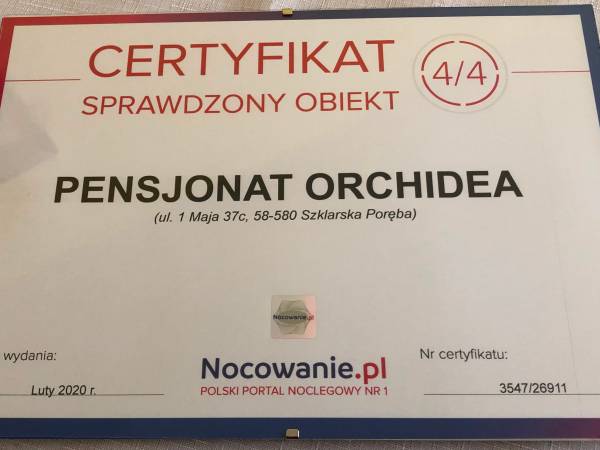 CERTYFIKAT
4/4
SPRAWDZONY OBIEKT
PENSJONAT ORCHIDEA
(ul. 1 Maja 37c, 58-580 Szklarska Poręba)
Nocowanie.pl
wydania:
Luty 2020 r.
Nocowanie.pl
POLSKI PORTAL NOCLEGOWY NR 1
Nr certyfikatu:
3547/26911